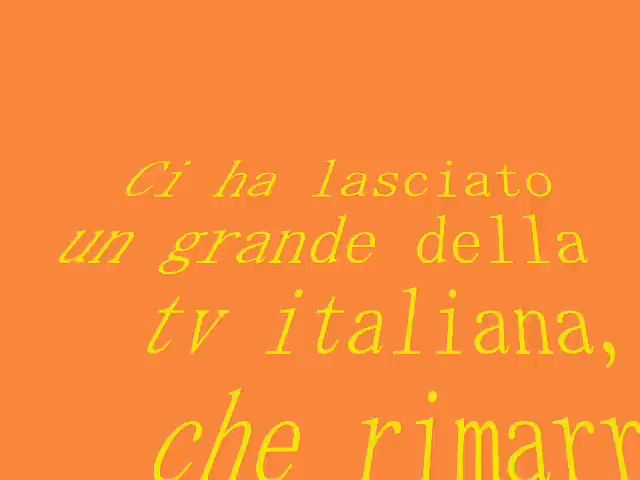 Ci ha lasciato
un grande della
tv italiana,
che rimarr